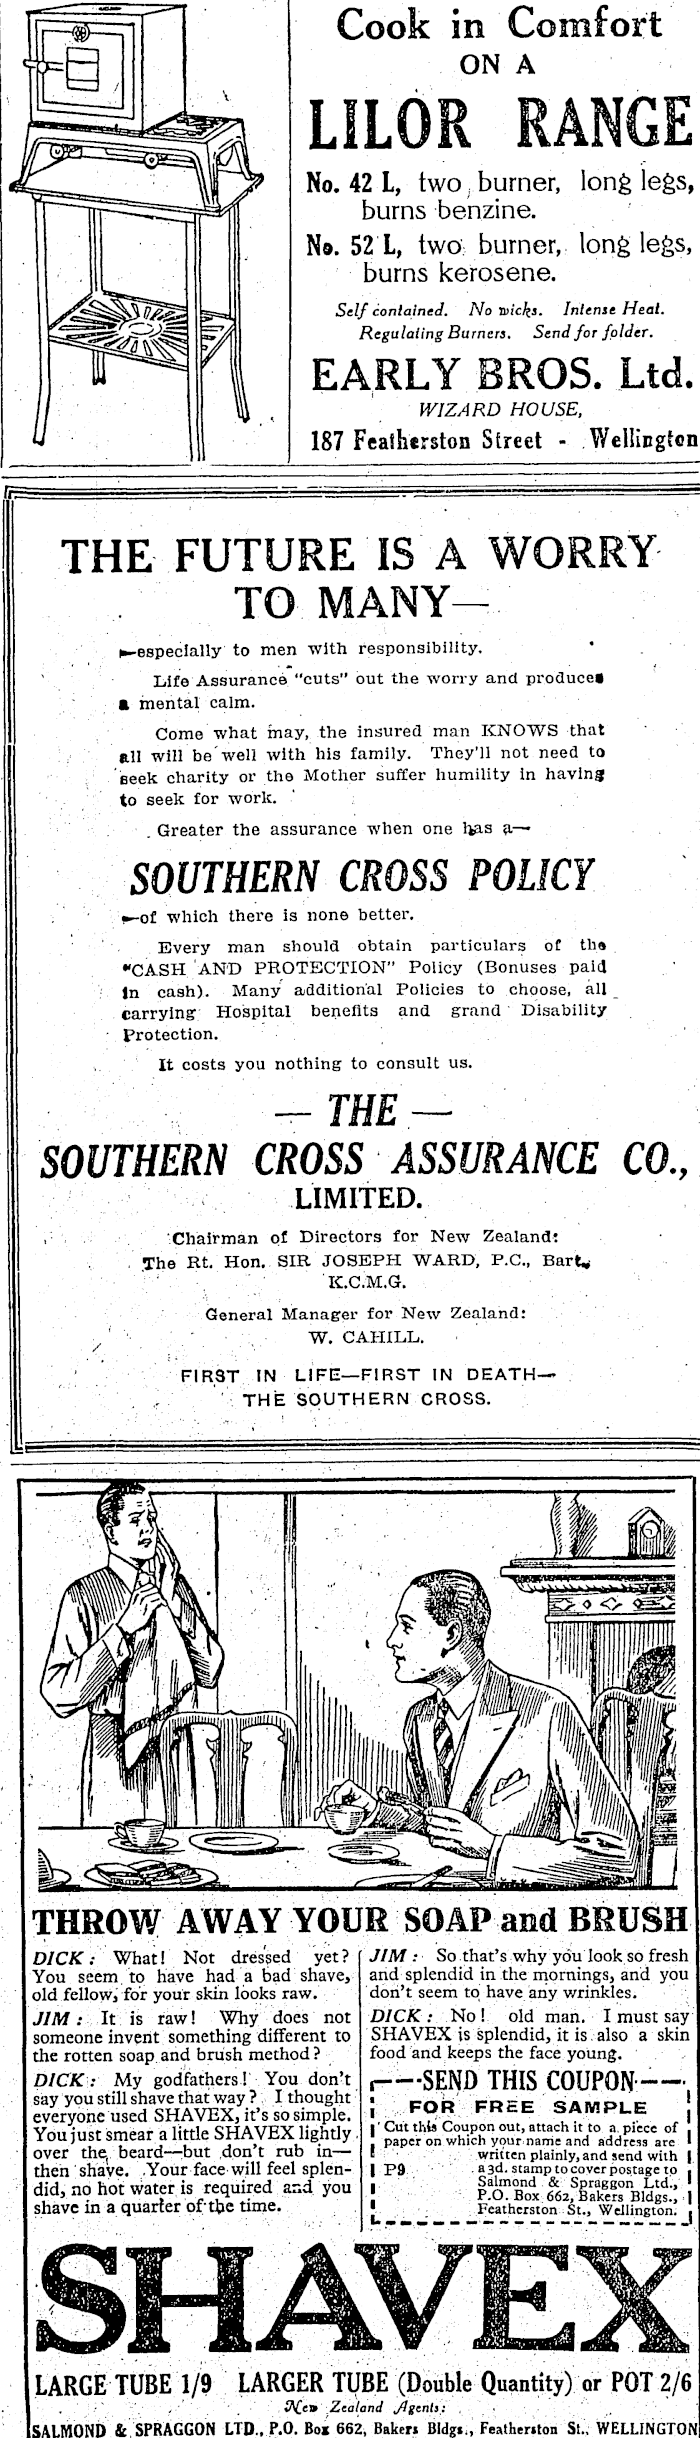 Cook in Comfort
ON A
LILOR RANGE
No. 42 L, two burner, long legs,
burns benzine.
No. 52 L, two burner, long legs,
burns kerosene.
Self contained. No wicks. Intense Heat.
Regulating Burners. Send for folder.
EARLY BROS. Ltd.
WIZARD HOUSE,
187 Featherston Street - Wellington
THE FUTURE IS A WORRY
TO MANY—
—especially to men with responsibility.
Life Assurance "cuts" out the worry and produces
a mental calm.
Come what may, the insured man KNOWS that
all will be well with his family. They'll not need to
seek charity or the Mother suffer humility in having
to seek for work.
Greater the assurance when one has a—
SOUTHERN CROSS POLICY
—of which there is none better.
Every man should obtain particulars of the
"CASH AND PROTECTION" Policy (Bonuses paid
in cash). Many additional Policies to choose, all
carrying Hospital benefits and grand Disability
Protection.
It costs you nothing to consult us.
— THE —
SOUTHERN CROSS ASSURANCE CO.,
LIMITED.
Chairman of Directors for New Zealand:
The Rt. Hon. SIR JOSEPH WARD, P.C., Bart.,
K.C.M.G.
General Manager for New Zealand:
W. CAHILL.
FIRST IN LIFE—FIRST IN DEATH—
THE SOUTHERN CROSS.
THROW AWAY YOUR SOAP and BRUSH
DICK: What! Not dressed yet?
You seem to have had a bad shave,
old fellow, for your skin looks raw.
JIM: It is raw! Why does not
someone invent something different to
the rotten soap and brush method?
DICK: My godfathers! You don't
say you still shave that way? I thought
everyone used SHAVEX, it's so simple.
You just smear a little SHAVEX lightly
over the beard—but don't rub in—
then shave. Your face will feel splen-
did, no hot water is required and you
shave in a quarter of the time.
JIM: So that's why you look so fresh
and splendid in the mornings, and you
don't seem to have any wrinkles.
DICK: No! old man. I must say
SHAVEX is splendid, it is also a skin
food and keeps the face young.
SEND THIS COUPON
FOR FREE SAMPLE
Cut this Coupon out, attach it to a piece of
paper on which your name and address are
written plainly, and send with
P9 a 3d. stamp to cover postage to
Salmond & Spraggon Ltd.,
P.O. Box 662, Bakers Bldgs.,
Featherston St., Wellington.
SHAVEX
LARGE TUBE 1/9 LARGER TUBE (Double Quantity) or POT 2/6
New Zealand Agents:
SALMOND & SPRAGGON LTD., P.O. Box 662, Bakers Bldgs., Featherston St., WELLINGTON